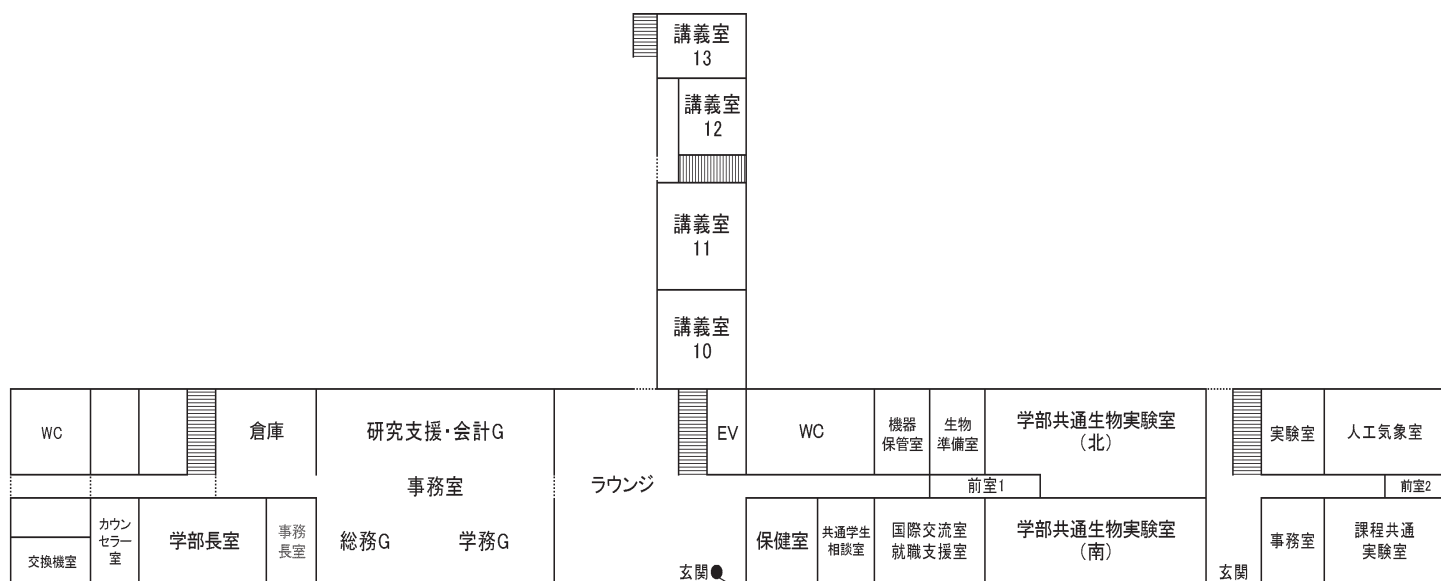 講義室
13
講義室
12
講義室
11
講義室
10
WC
倉庫
研究支援・会計G
事務室
総務G
学務G
ラウンジ
EV
WC
機器
保管室
生物
準備室
学部共通生物実験室
(北)
実験室
人工気象室
前室1
前室2
交換機室
カウン
セラー
室
学部長室
事務
長室
玄関
保健室
共通学生
相談室
国際交流室
就職支援室
学部共通生物実験室
(南)
玄関
事務室
課程共通
実験室